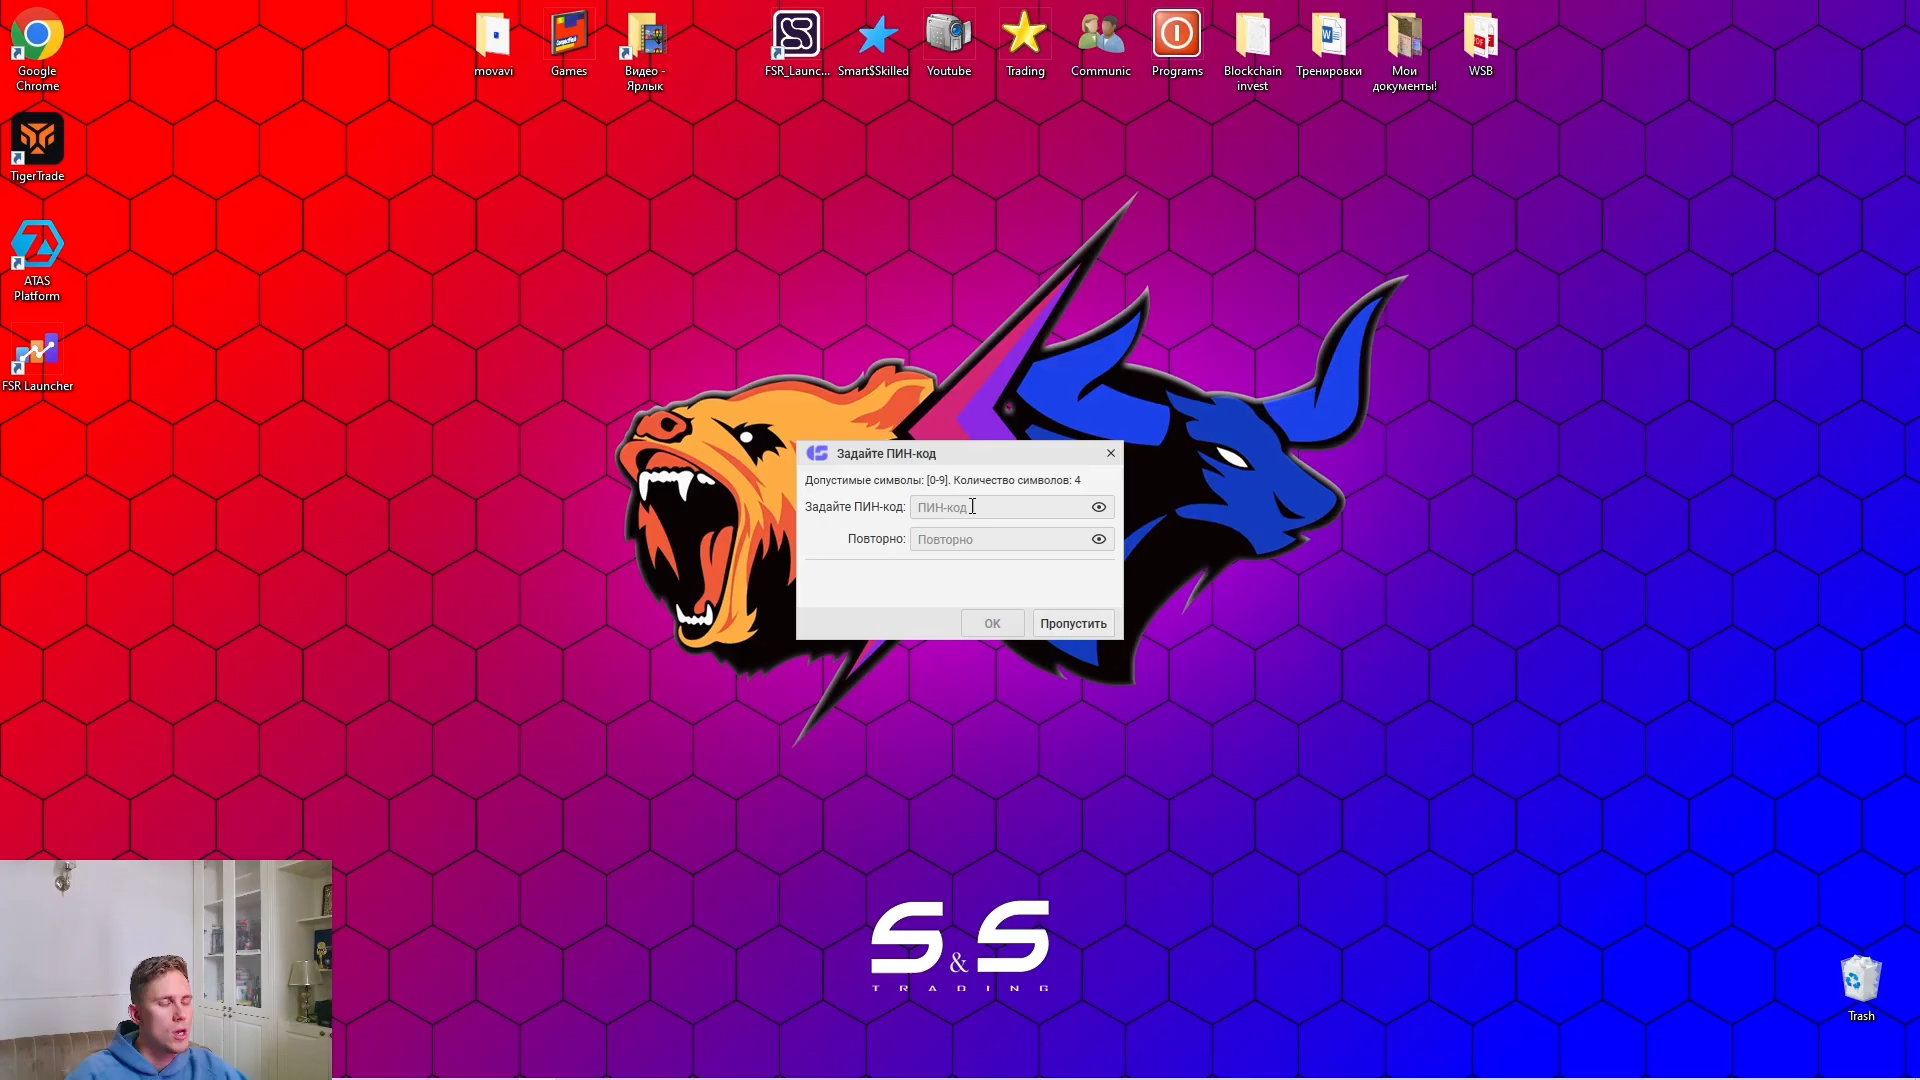 Google
Chrome
TigerTrade
ATAS
Platform
FSR Launcher
movavi
Games
Видео -
Ярлык
FSR_Launc...
Smart$Skilled
Youtube
Trading
Communic
Programs
Blockchain
invest
Тренировки
Мои
документы!
WSB
Задайте ПИН-код
Допустимые символы: [0-9]. Количество символов: 4
Задайте ПИН-код: ПИН-код
Повторно: Повторно
OK Пропустить
S&S
TRADING
Trash